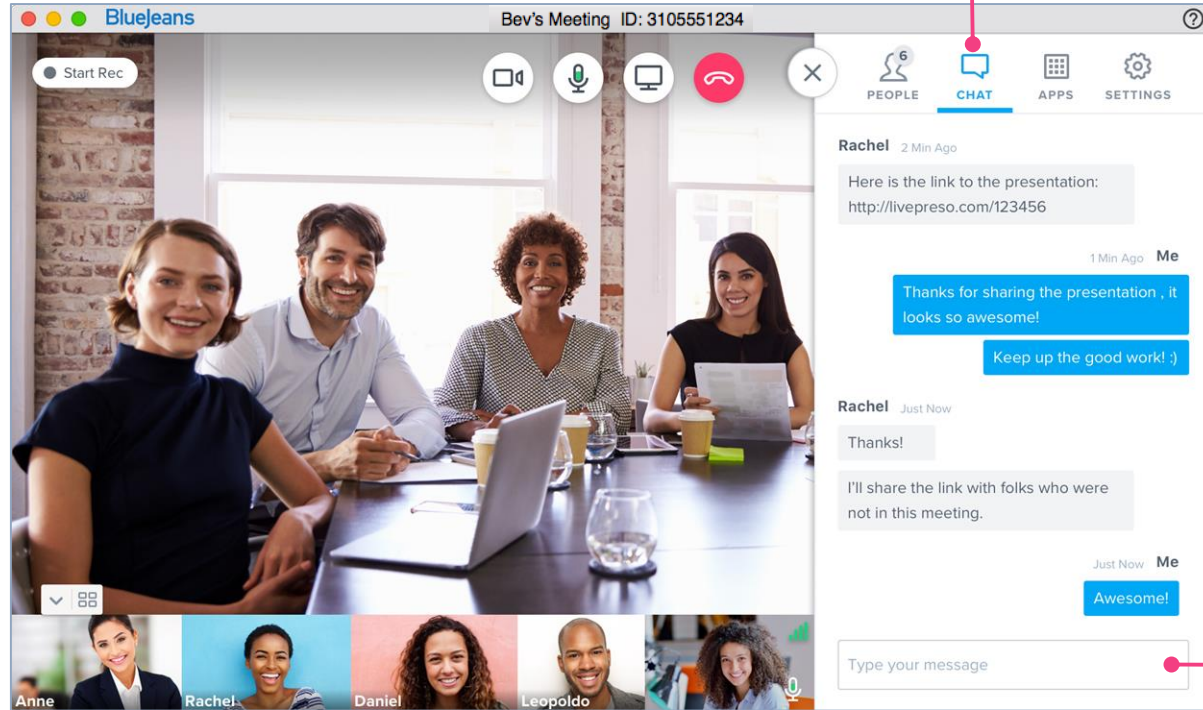 BlueJeans
Bev's Meeting ID: 3105551234
?
Start Rec
6
PEOPLE
CHAT
APPS
SETTINGS
Rachel 2 Min Ago
Here is the link to the presentation:
http://livepreso.com/123456
1 Min Ago Me
Thanks for sharing the presentation , it
looks so awesome!
Keep up the good work! :)
Rachel Just Now
Thanks!
I'll share the link with folks who were
not in this meeting.
Just Now Me
Awesome!
Type your message
Anne
Rachel
Daniel
Leopoldo